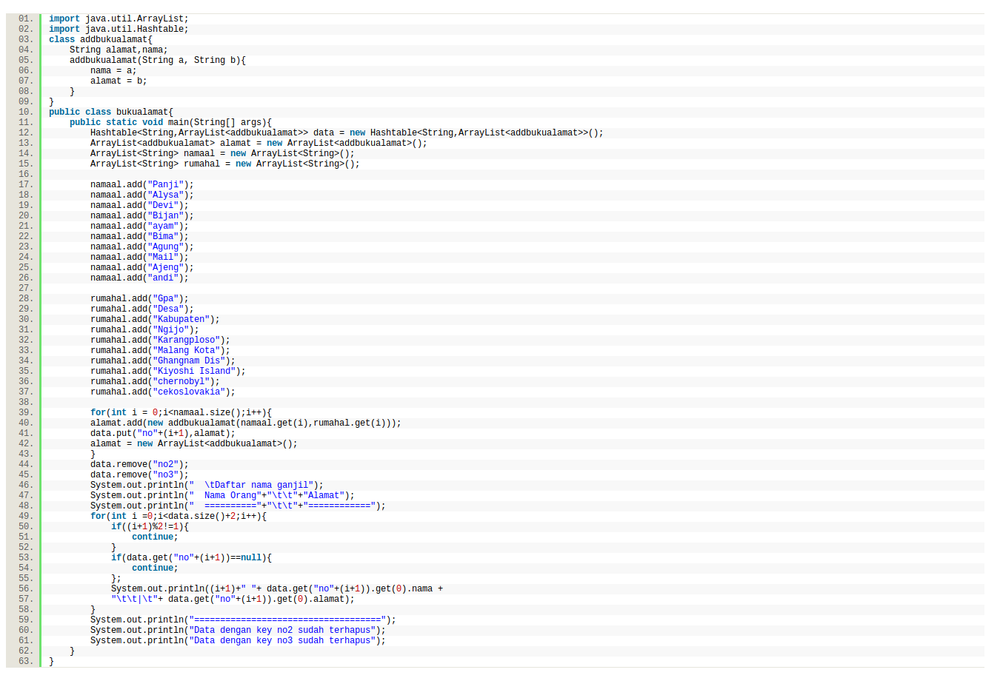 01. import java.util.ArrayList;
02. import java.util.Hashtable;
03. class addbukualamat{
04.     String alamat,nama;
05.     addbukualamat(String a, String b){
06.         nama = a;
07.         alamat = b;
08.     }
09. }
10. public class bukualamat{
11.     public static void main(String[] args){
12.         Hashtable<String,ArrayList<addbukualamat>> data = new Hashtable<String,ArrayList<addbukualamat>>();
13.         ArrayList<addbukualamat> alamat = new ArrayList<addbukualamat>();
14.         ArrayList<String> namaal = new ArrayList<String>();
15.         ArrayList<String> rumahal = new ArrayList<String>();
16.
17.         namaal.add("Panji");
18.         namaal.add("Alysa");
19.         namaal.add("Devi");
20.         namaal.add("Bijan");
21.         namaal.add("ayam");
22.         namaal.add("Bima");
23.         namaal.add("Agung");
24.         namaal.add("Mail");
25.         namaal.add("Ajeng");
26.         namaal.add("andi");
27.
28.         rumahal.add("Gpa");
29.         rumahal.add("Desa");
30.         rumahal.add("Kabupaten");
31.         rumahal.add("Ngijo");
32.         rumahal.add("Karangploso");
33.         rumahal.add("Malang Kota");
34.         rumahal.add("Ghangnam Dis");
35.         rumahal.add("Kiyoshi Island");
36.         rumahal.add("chernobyl");
37.         rumahal.add("cekoslovakia");
38.
39.         for(int i = 0;i<namaal.size();i++){
40.         alamat.add(new addbukualamat(namaal.get(i),rumahal.get(i)));
41.         data.put("no"+(i+1),alamat);
42.         alamat = new ArrayList<addbukualamat>();
43.         }
44.         data.remove("no2");
45.         data.remove("no3");
46.         System.out.println("  \tDaftar nama ganjil");
47.         System.out.println("  Nama Orang"+"\t\t"+"Alamat");
48.         System.out.println("  =========="+"\t\t"+"============");
49.         for(int i =0;i<data.size()+2;i++){
50.             if((i+1)%2!=1){
51.                 continue;
52.             }
53.             if(data.get("no"+(i+1))==null){
54.                 continue;
55.             };
56.             System.out.println((i+1)+" "+ data.get("no"+(i+1)).get(0).nama +
57.             "\t\t|\t"+ data.get("no"+(i+1)).get(0).alamat);
58.         }
59.         System.out.println("====================================");
60.         System.out.println("Data dengan key no2 sudah terhapus");
61.         System.out.println("Data dengan key no3 sudah terhapus");
62.     }
63. }